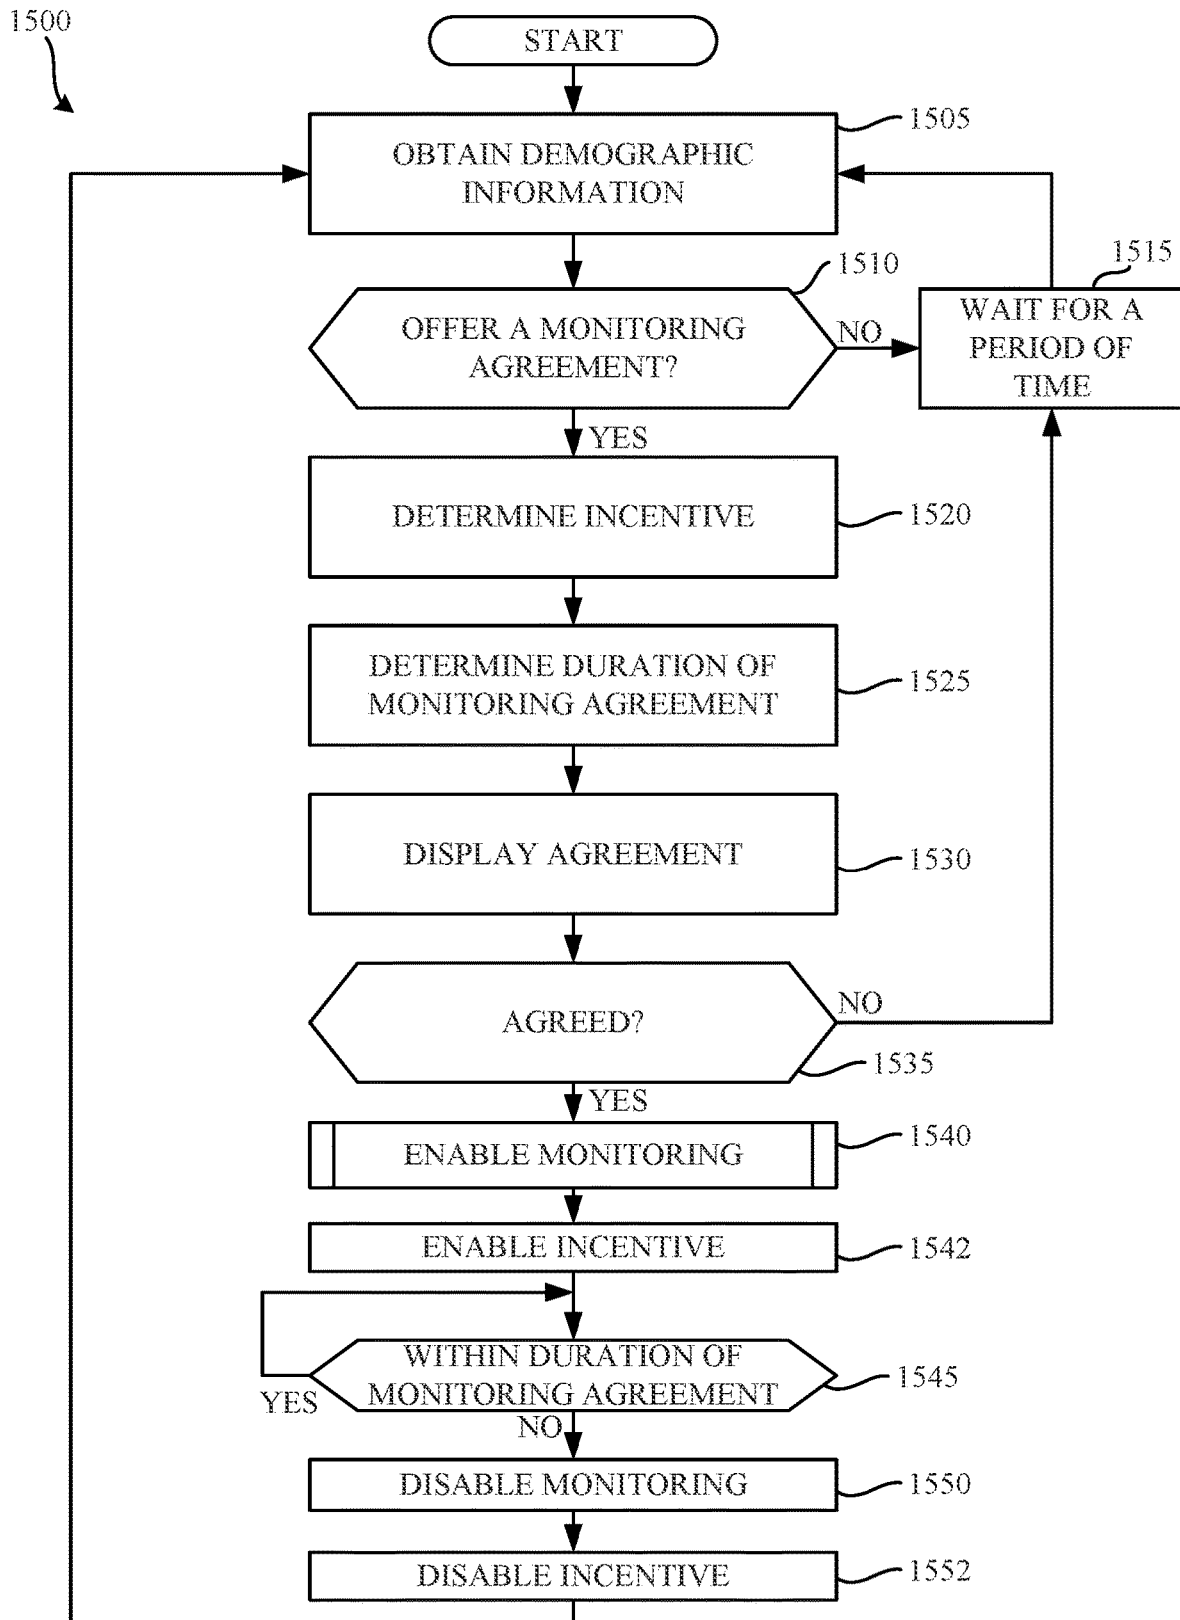 1500
START
1505
OBTAIN DEMOGRAPHIC
INFORMATION
1510
OFFER A MONITORING
AGREEMENT?
NO
1515
WAIT FOR A
PERIOD OF
TIME
YES
DETERMINE INCENTIVE
1520
DETERMINE DURATION OF
MONITORING AGREEMENT
1525
DISPLAY AGREEMENT
1530
AGREED?
NO
1535
YES
ENABLE MONITORING
1540
ENABLE INCENTIVE
1542
WITHIN DURATION OF
MONITORING AGREEMENT
1545
YES
NO
DISABLE MONITORING
1550
DISABLE INCENTIVE
1552